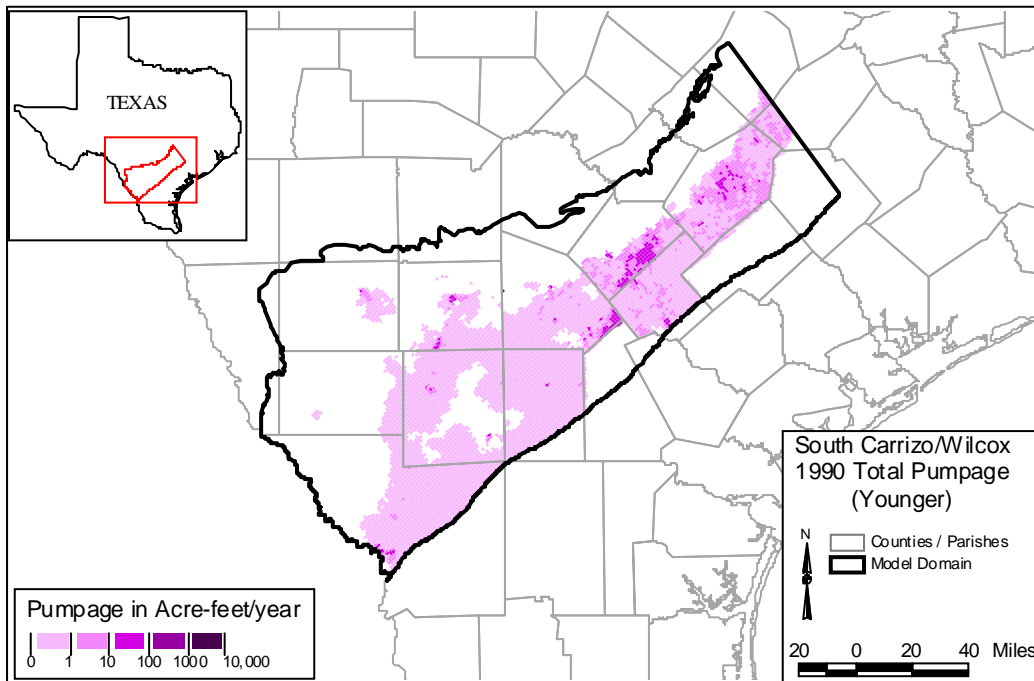 TEXAS
South Carrizo/Wilcox
1990 Total Pumpage
(Younger)
N
Counties / Parishes
Model Domain
20 0 20 40 Miles
Pumpage in Acre-feet/year
0 1 10 100 1000 10,000